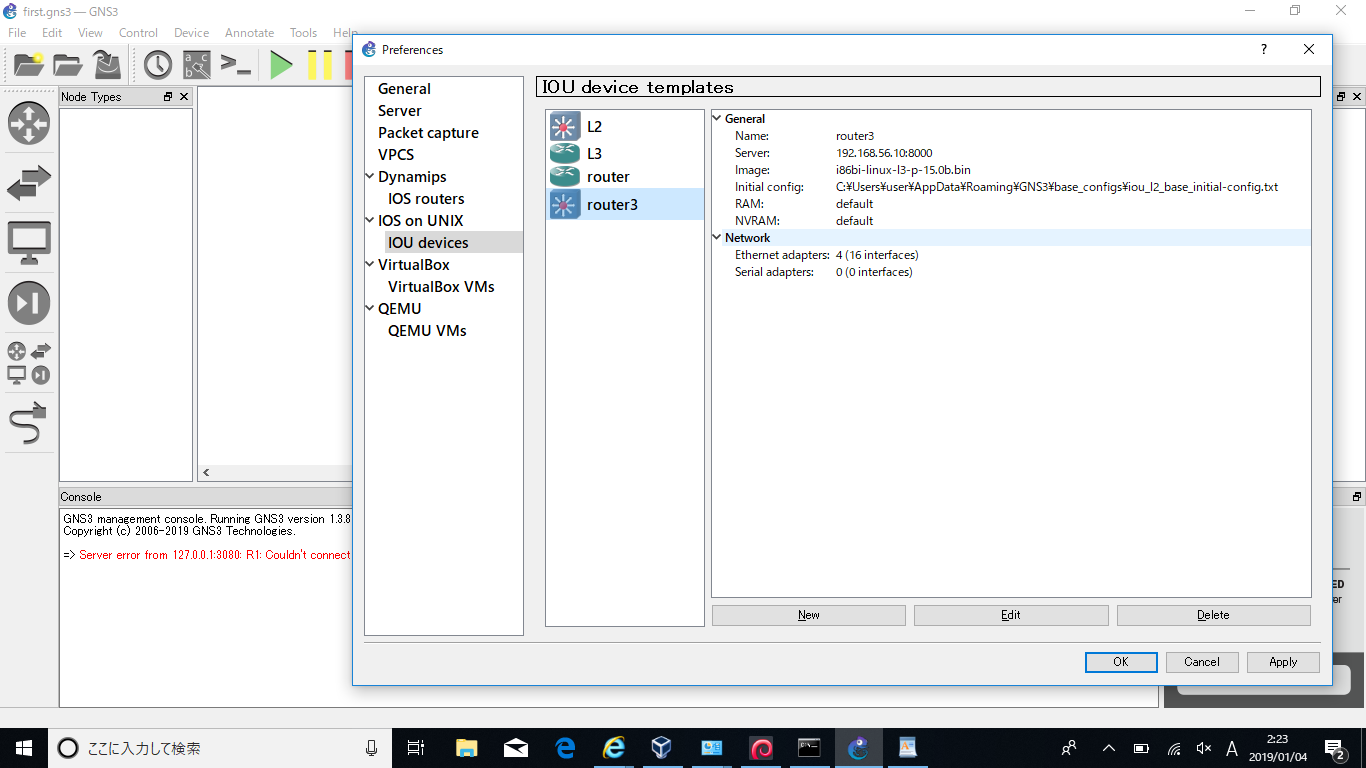 first.gns3 — GNS3
File Edit View Control Device Annotate Tools Help
Node Types
Preferences
General
Server
Packet capture
VPCS
Dynamips
IOS routers
IOS on UNIX
IOU devices
VirtualBox
VirtualBox VMs
QEMU
QEMU VMs
IOU device templates
L2
L3
router
router3
General
Name: router3
Server: 192.168.56.10:8000
Image: i86bi-linux-l3-p-15.0b.bin
Initial config: C:¥Users¥user¥AppData¥Roaming¥GNS3¥base_configs¥iou_l2_base_initial-config.txt
RAM: default
NVRAM: default
Network
Ethernet adapters: 4 (16 interfaces)
Serial adapters: 0 (0 interfaces)
New Edit Delete
OK Cancel Apply
Console
GNS3 management console. Running GNS3 version 1.3.8
Copyright (c) 2006-2019 GNS3 Technologies.
=> Server error from 127.0.0.1:3080: R1: Couldn't connect
ED
er
ここに入力して検索
A
2:23
2019/01/04
2